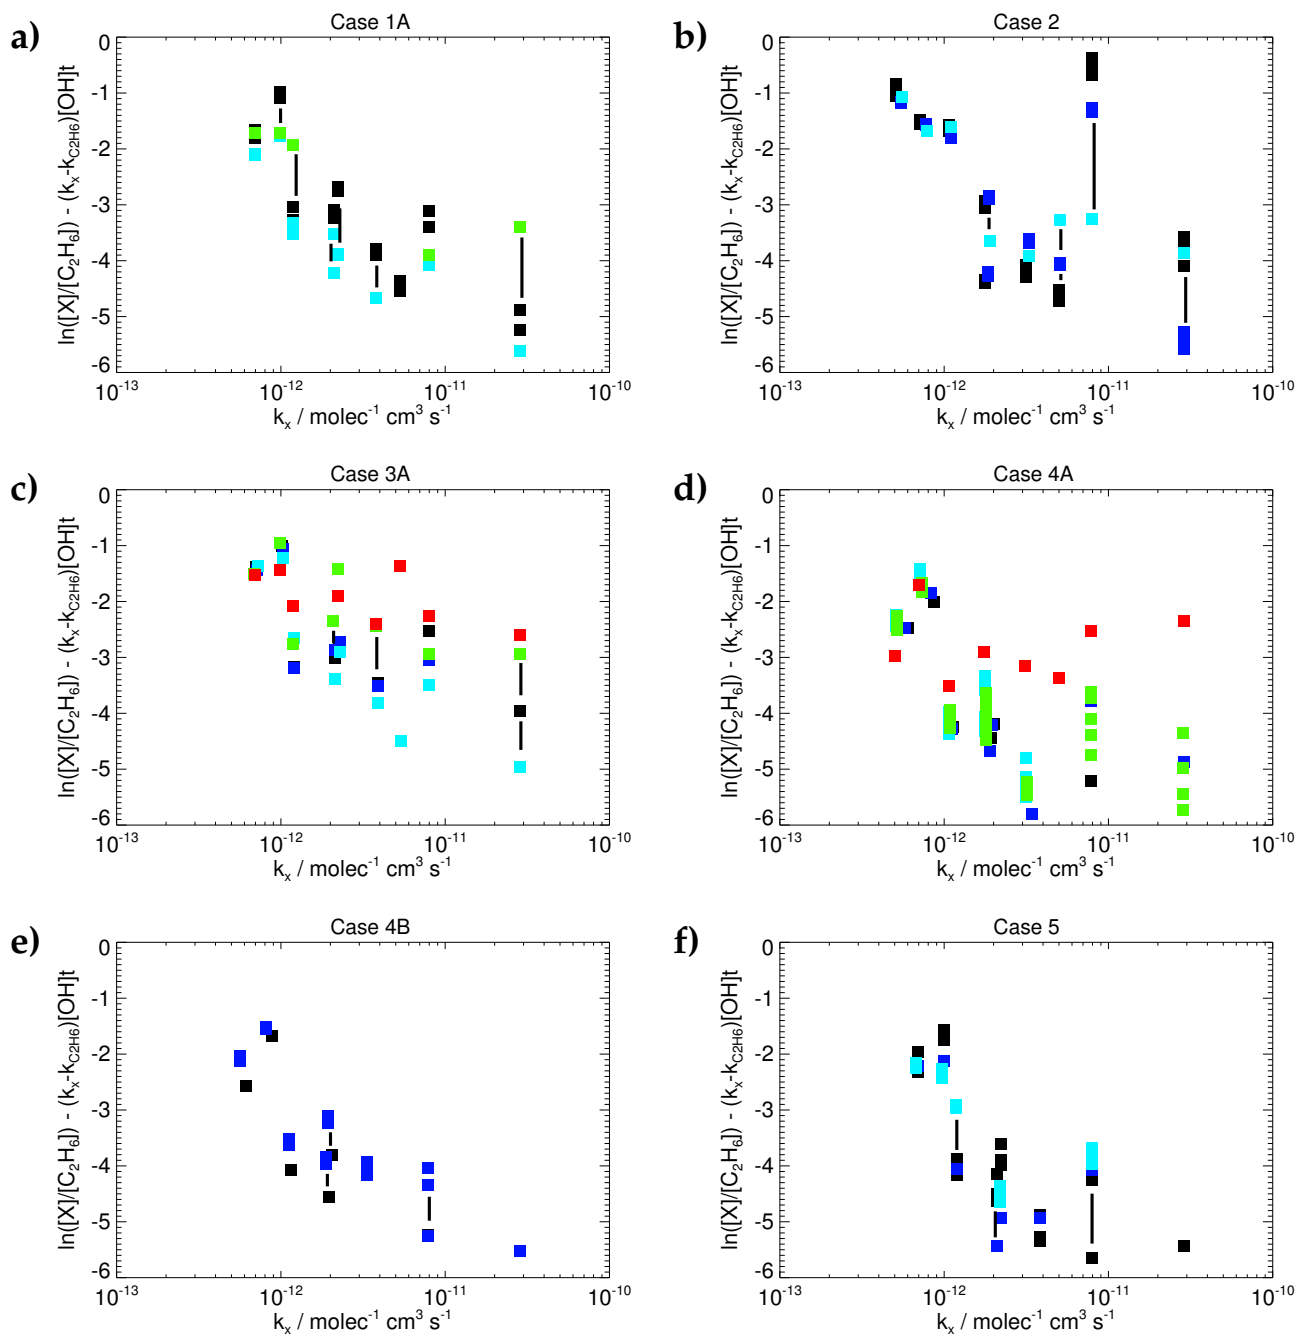 a)
Case 1A
ln([X]/[C₂H₆]) - (kₓ-k_C2H6)[OH]t
0
-1
-2
-3
-4
-5
-6
10⁻¹³
10⁻¹²
10⁻¹¹
10⁻¹⁰
kₓ / molec⁻¹ cm³ s⁻¹
b)
Case 2
ln([X]/[C₂H₆]) - (kₓ-k_C2H6)[OH]t
0
-1
-2
-3
-4
-5
-6
10⁻¹³
10⁻¹²
10⁻¹¹
10⁻¹⁰
kₓ / molec⁻¹ cm³ s⁻¹
c)
Case 3A
ln([X]/[C₂H₆]) - (kₓ-k_C2H6)[OH]t
0
-1
-2
-3
-4
-5
-6
10⁻¹³
10⁻¹²
10⁻¹¹
10⁻¹⁰
kₓ / molec⁻¹ cm³ s⁻¹
d)
Case 4A
ln([X]/[C₂H₆]) - (kₓ-k_C2H6)[OH]t
0
-1
-2
-3
-4
-5
-6
10⁻¹³
10⁻¹²
10⁻¹¹
10⁻¹⁰
kₓ / molec⁻¹ cm³ s⁻¹
e)
Case 4B
ln([X]/[C₂H₆]) - (kₓ-k_C2H6)[OH]t
0
-1
-2
-3
-4
-5
-6
10⁻¹³
10⁻¹²
10⁻¹¹
10⁻¹⁰
kₓ / molec⁻¹ cm³ s⁻¹
f)
Case 5
ln([X]/[C₂H₆]) - (kₓ-k_C2H6)[OH]t
0
-1
-2
-3
-4
-5
-6
10⁻¹³
10⁻¹²
10⁻¹¹
10⁻¹⁰
kₓ / molec⁻¹ cm³ s⁻¹